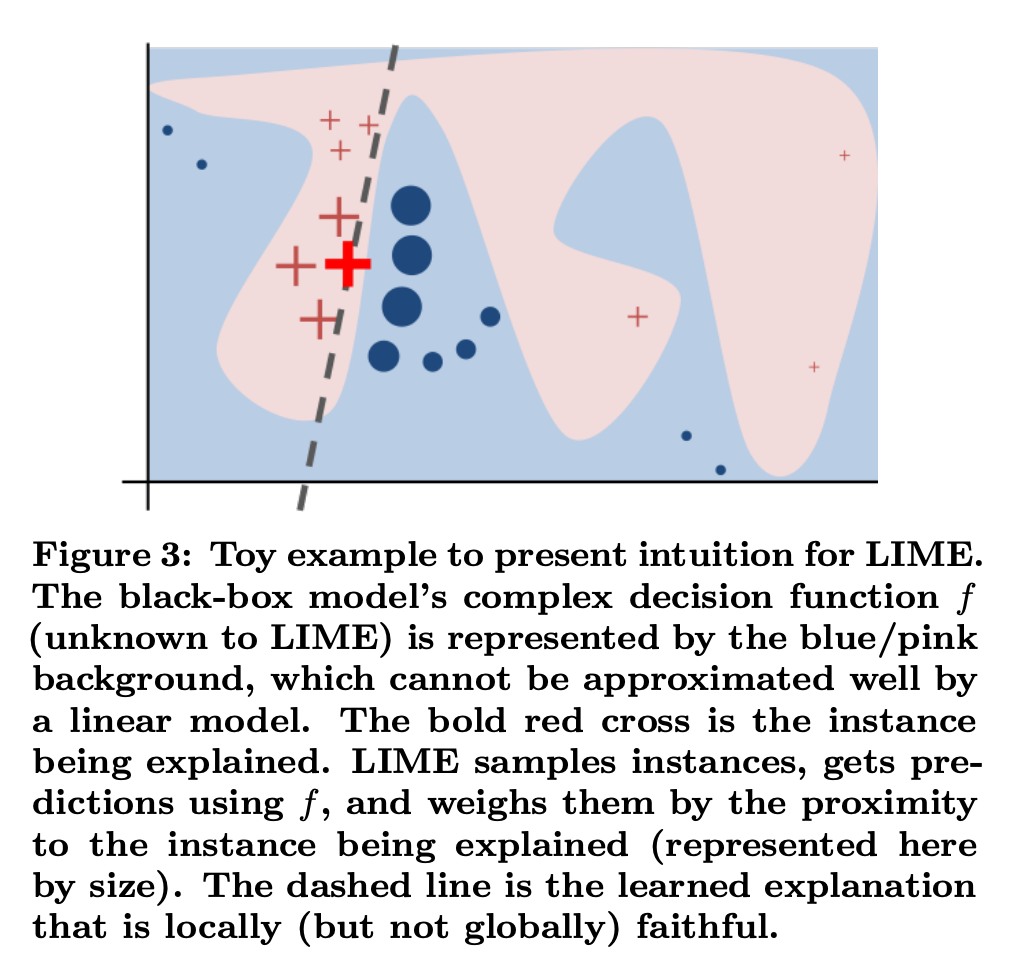 Figure 3: Toy example to present intuition for LIME.
The black-box model's complex decision function f
(unknown to LIME) is represented by the blue/pink
background, which cannot be approximated well by
a linear model. The bold red cross is the instance
being explained. LIME samples instances, gets pre-
dictions using f, and weighs them by the proximity
to the instance being explained (represented here
by size). The dashed line is the learned explanation
that is locally (but not globally) faithful.